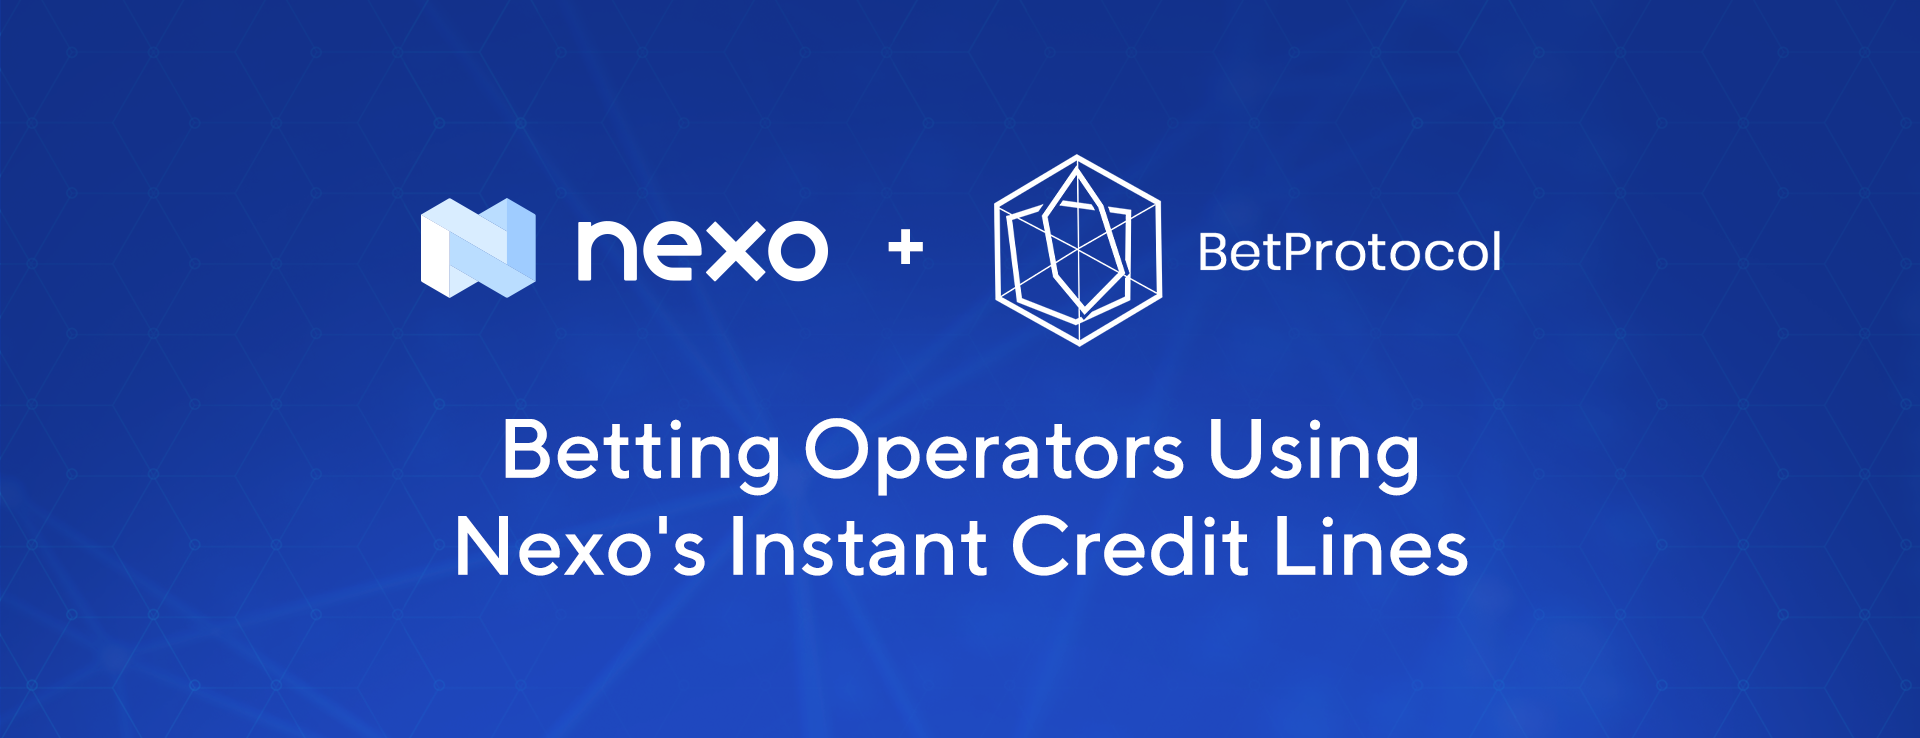 nexo + BetProtocol
Betting Operators Using
Nexo's Instant Credit Lines